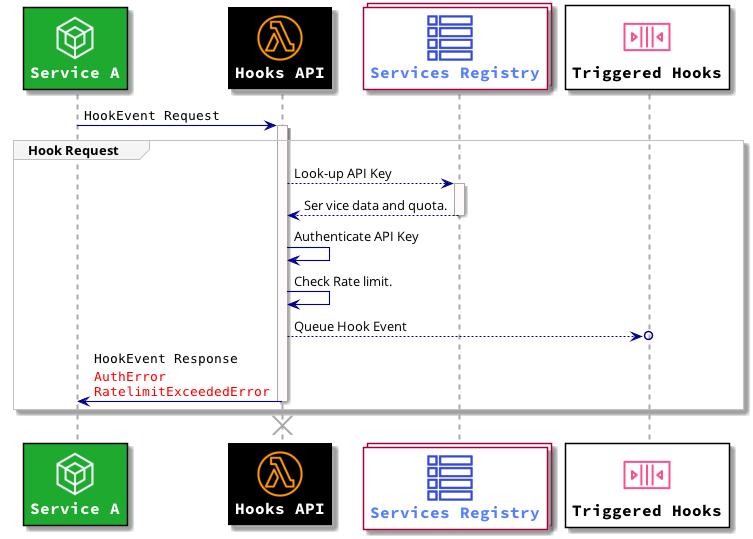 Service A
Hooks API
Services Registry
Triggered Hooks
HookEvent Request
Hook Request
Look-up API Key
Service data and quota.
Authenticate API Key
Check Rate limit.
Queue Hook Event
HookEvent Response
AuthError
RatelimitExceededError
Service A
Hooks API
Services Registry
Triggered Hooks